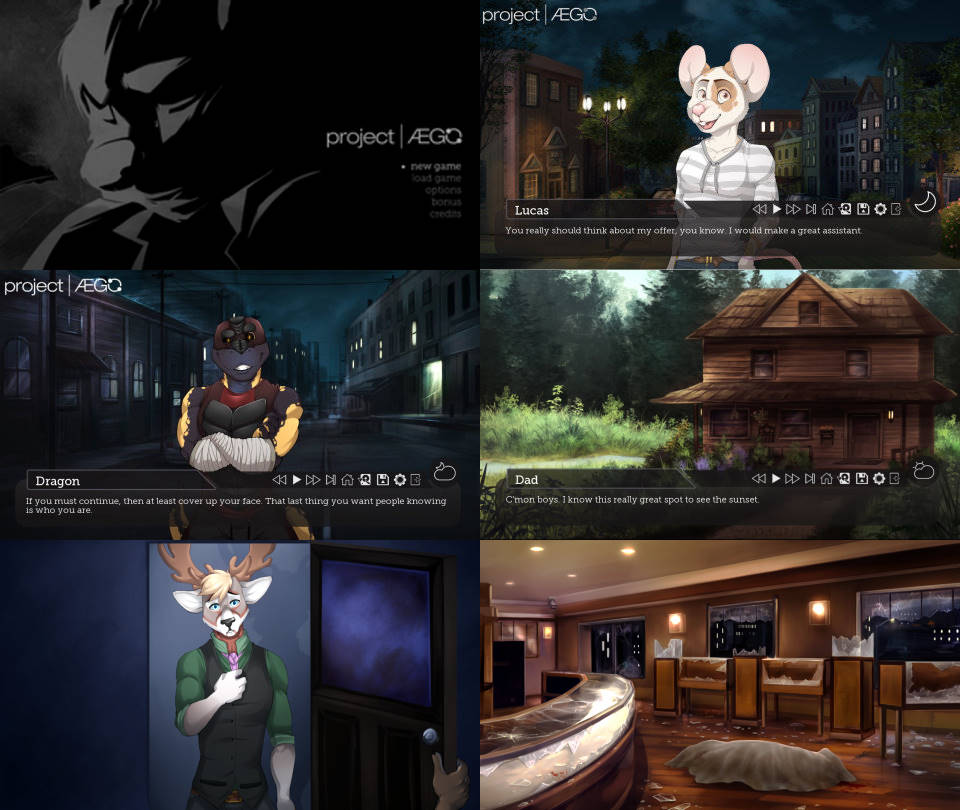 project | ÆGO
new game
load game
options
bonus
credits
project | ÆGO
Lucas
You really should think about my offer, you know. I would make a great assistant.
project | ÆGO
Dragon
If you must continue, then at least cover up your face. That last thing you want people knowing
is who you are.
Dad
C'mon boys. I know this really great spot to see the sunset.